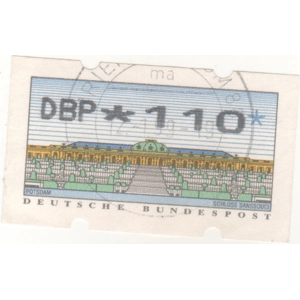 ma
DBP*110*
POTSDAM SCHLOSS SANSSOUCI
DEUTSCHE BUNDESPOST